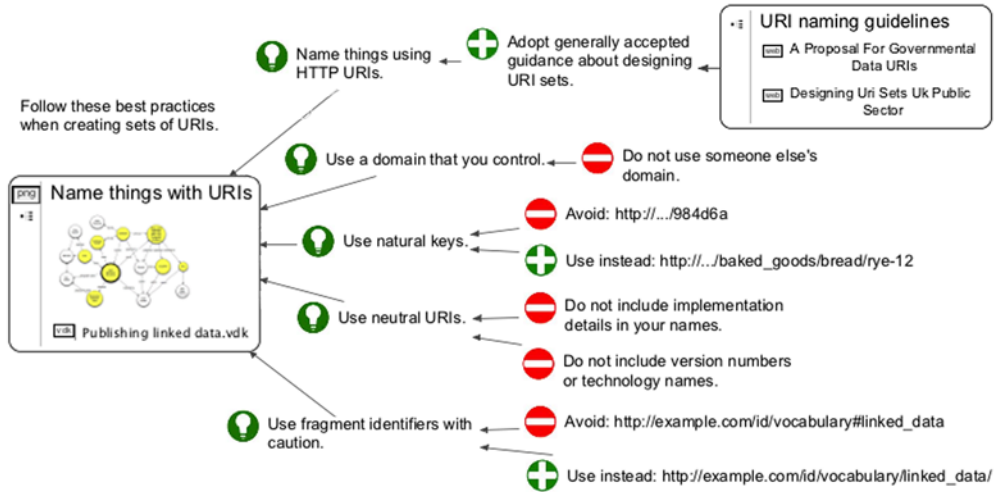 URI naming guidelines
web A Proposal For Governmental
Data URIs
web Designing Uri Sets Uk Public
Sector
Name things using
HTTP URIs.
Adopt generally accepted
guidance about designing
URI sets.
Follow these best practices
when creating sets of URIs.
Use a domain that you control.
Do not use someone else's
domain.
png Name things with URIs
vdk Publishing linked data.vdk
Use natural keys.
Avoid: http://.../984d6a
Use instead: http://.../baked_goods/bread/rye-12
Use neutral URIs.
Do not include implementation
details in your names.
Do not include version numbers
or technology names.
Use fragment identifiers with
caution.
Avoid: http://example.com/id/vocabulary#linked_data
Use instead: http://example.com/id/vocabulary/linked_data/